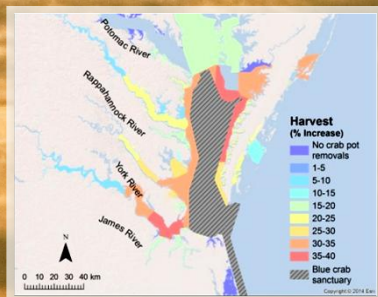 Potomac River
Rappahannock River
York River
James River
N
0 10 20 30 40 km
Harvest
(% Increase)
No crab pot
removals
1-5
5-10
10-15
15-20
20-25
25-30
30-35
35-40
Blue crab
sanctuary
Copyright © 2014 Esri